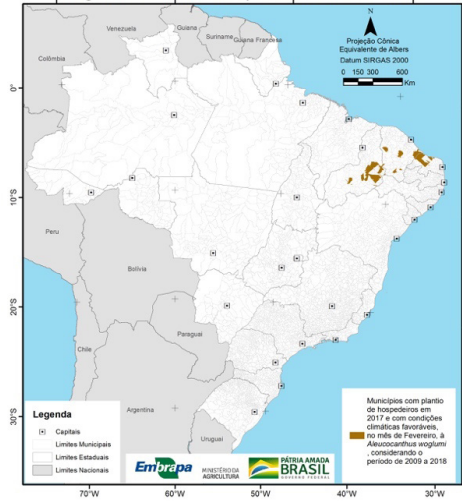 N
Projeção Cônica
Equivalente de Albers
Datum SIRGAS 2000
0 150 300 600
Km
Venezuela
Guiana
Suriname
Guiana Francesa
Colômbia
0°
10°S
Peru
Bolívia
20°S
Paraguai
Chile
Argentina
30°S
Uruguai
Legenda
Capitais
Limites Municipais
Limites Estaduais
Limites Nacionais
Embrapa
MINISTÉRIO DA
AGRICULTURA
PÁTRIA AMADA
BRASIL
GOVERNO FEDERAL
Municípios com plantio
de hospedeiros em
2017 e com condições
climáticas favoráveis,
no mês de Fevereiro, à
Aleucocanthus woglumi
, considerando o
período de 2009 a 2018
70°W 60°W 50°W 40°W 30°W